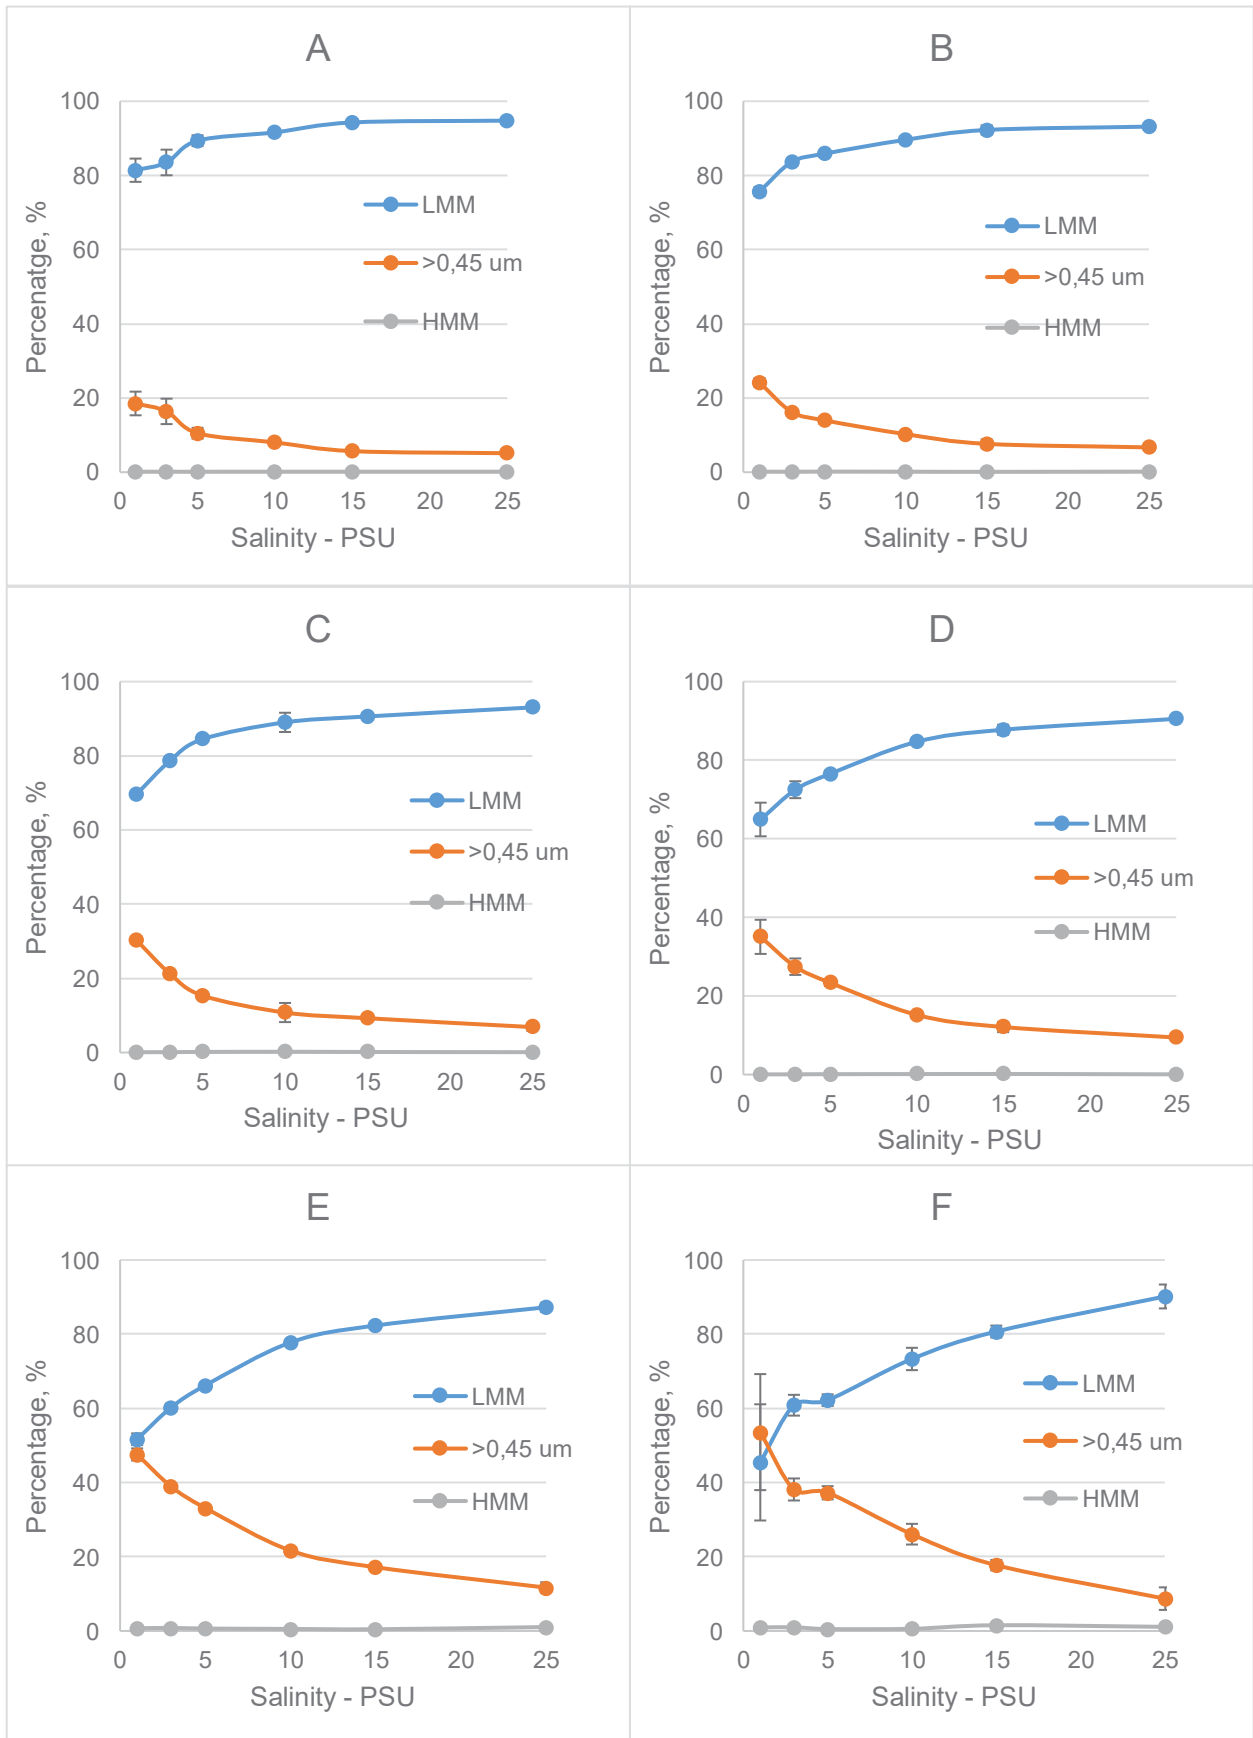 A
100
80
60
40
20
0
Percenatge, %
LMM
>0,45 um
HMM
0 5 10 15 20 25
Salinity - PSU
B
100
80
60
40
20
0
Percentage, %
LMM
>0,45 um
HMM
0 5 10 15 20 25
Salinity - PSU
C
100
80
60
40
20
0
Percentage, %
LMM
>0,45 um
HMM
0 5 10 15 20 25
Salinity - PSU
D
100
80
60
40
20
0
Percentage, %
LMM
>0,45 um
HMM
0 5 10 15 20 25
Salinity - PSU
E
100
80
60
40
20
0
Percentage, %
LMM
>0,45 um
HMM
0 5 10 15 20 25
Salinity - PSU
F
100
80
60
40
20
0
Percentage, %
LMM
>0,45 um
HMM
0 5 10 15 20 25
Salinity - PSU